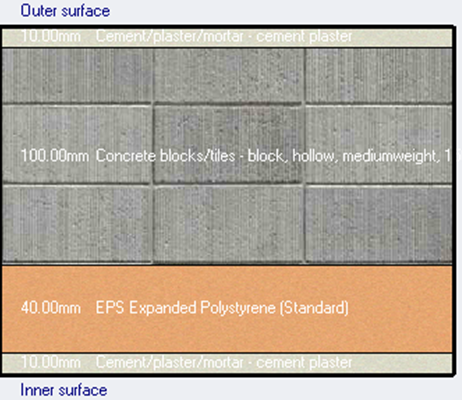 Outer surface
10.00mm Cement/plaster/mortar - cement plaster
100.00mm Concrete blocks/tiles - block, hollow, mediumweight, 1
40.00mm EPS Expanded Polystyrene (Standard)
10.00mm Cement/plaster/mortar - cement plaster
Inner surface